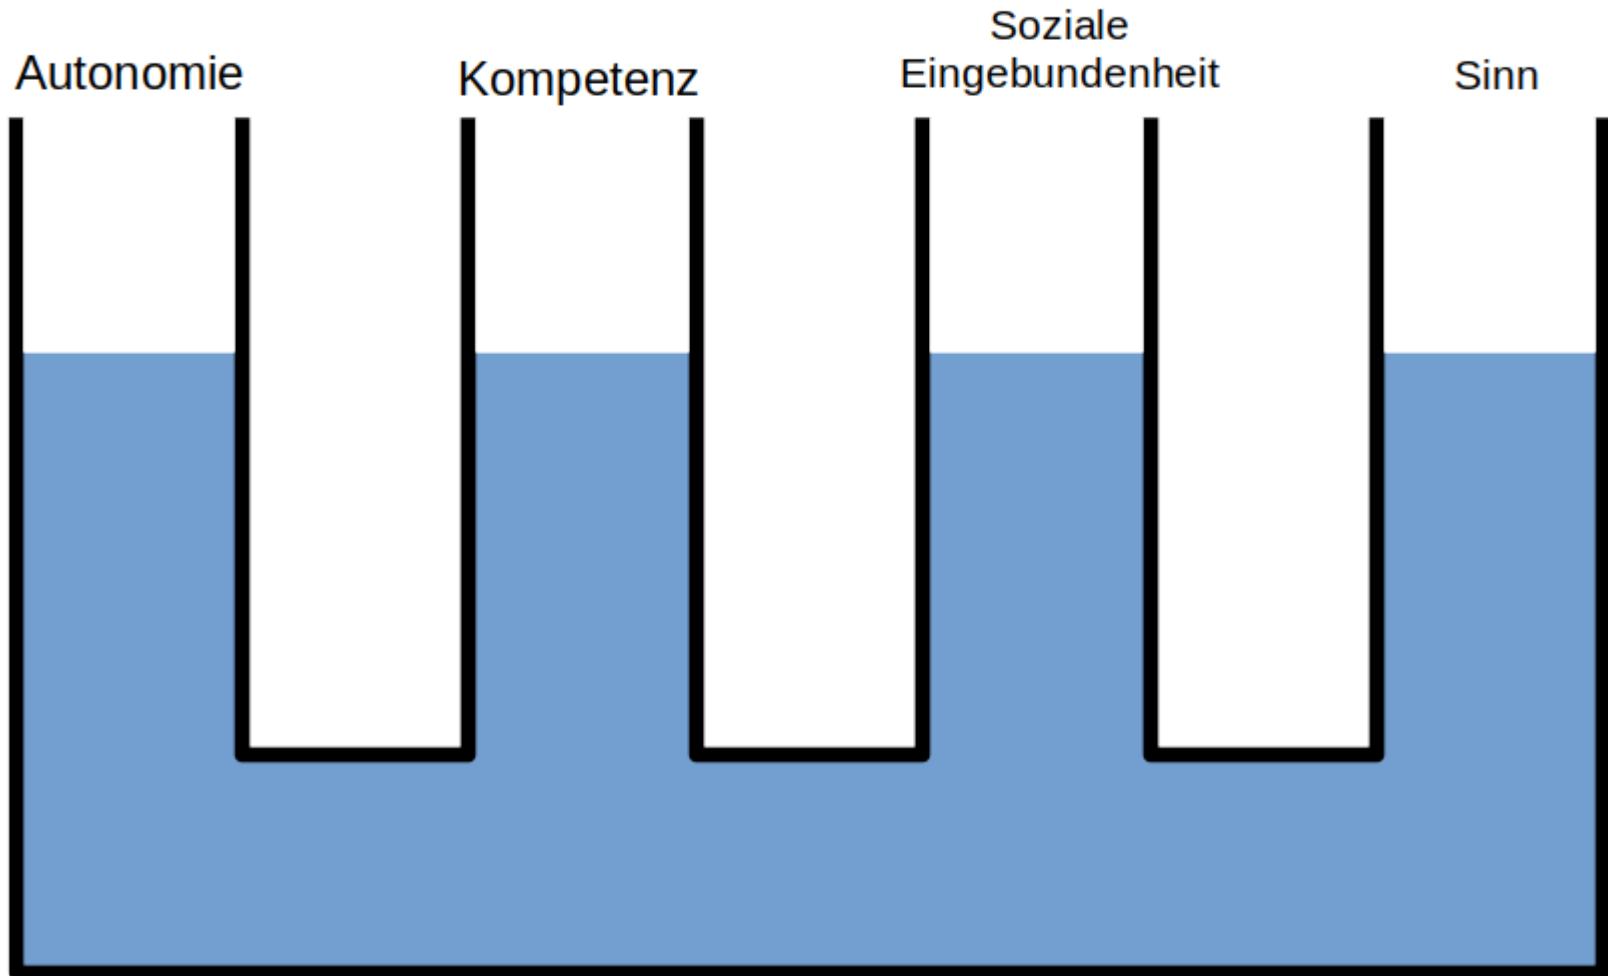 Autonomie
Kompetenz
Soziale
Eingebundenheit
Sinn